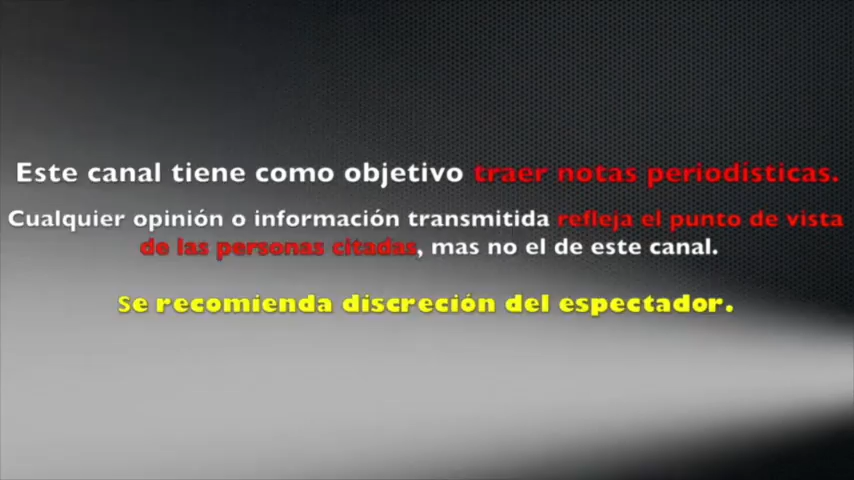 Este canal tiene como objetivo traer notas periodisticas.
Cualquier opinión o información transmitida refleja el punto de vista
de las personas citadas, mas no el de este canal.
Se recomienda discreción del espectador.